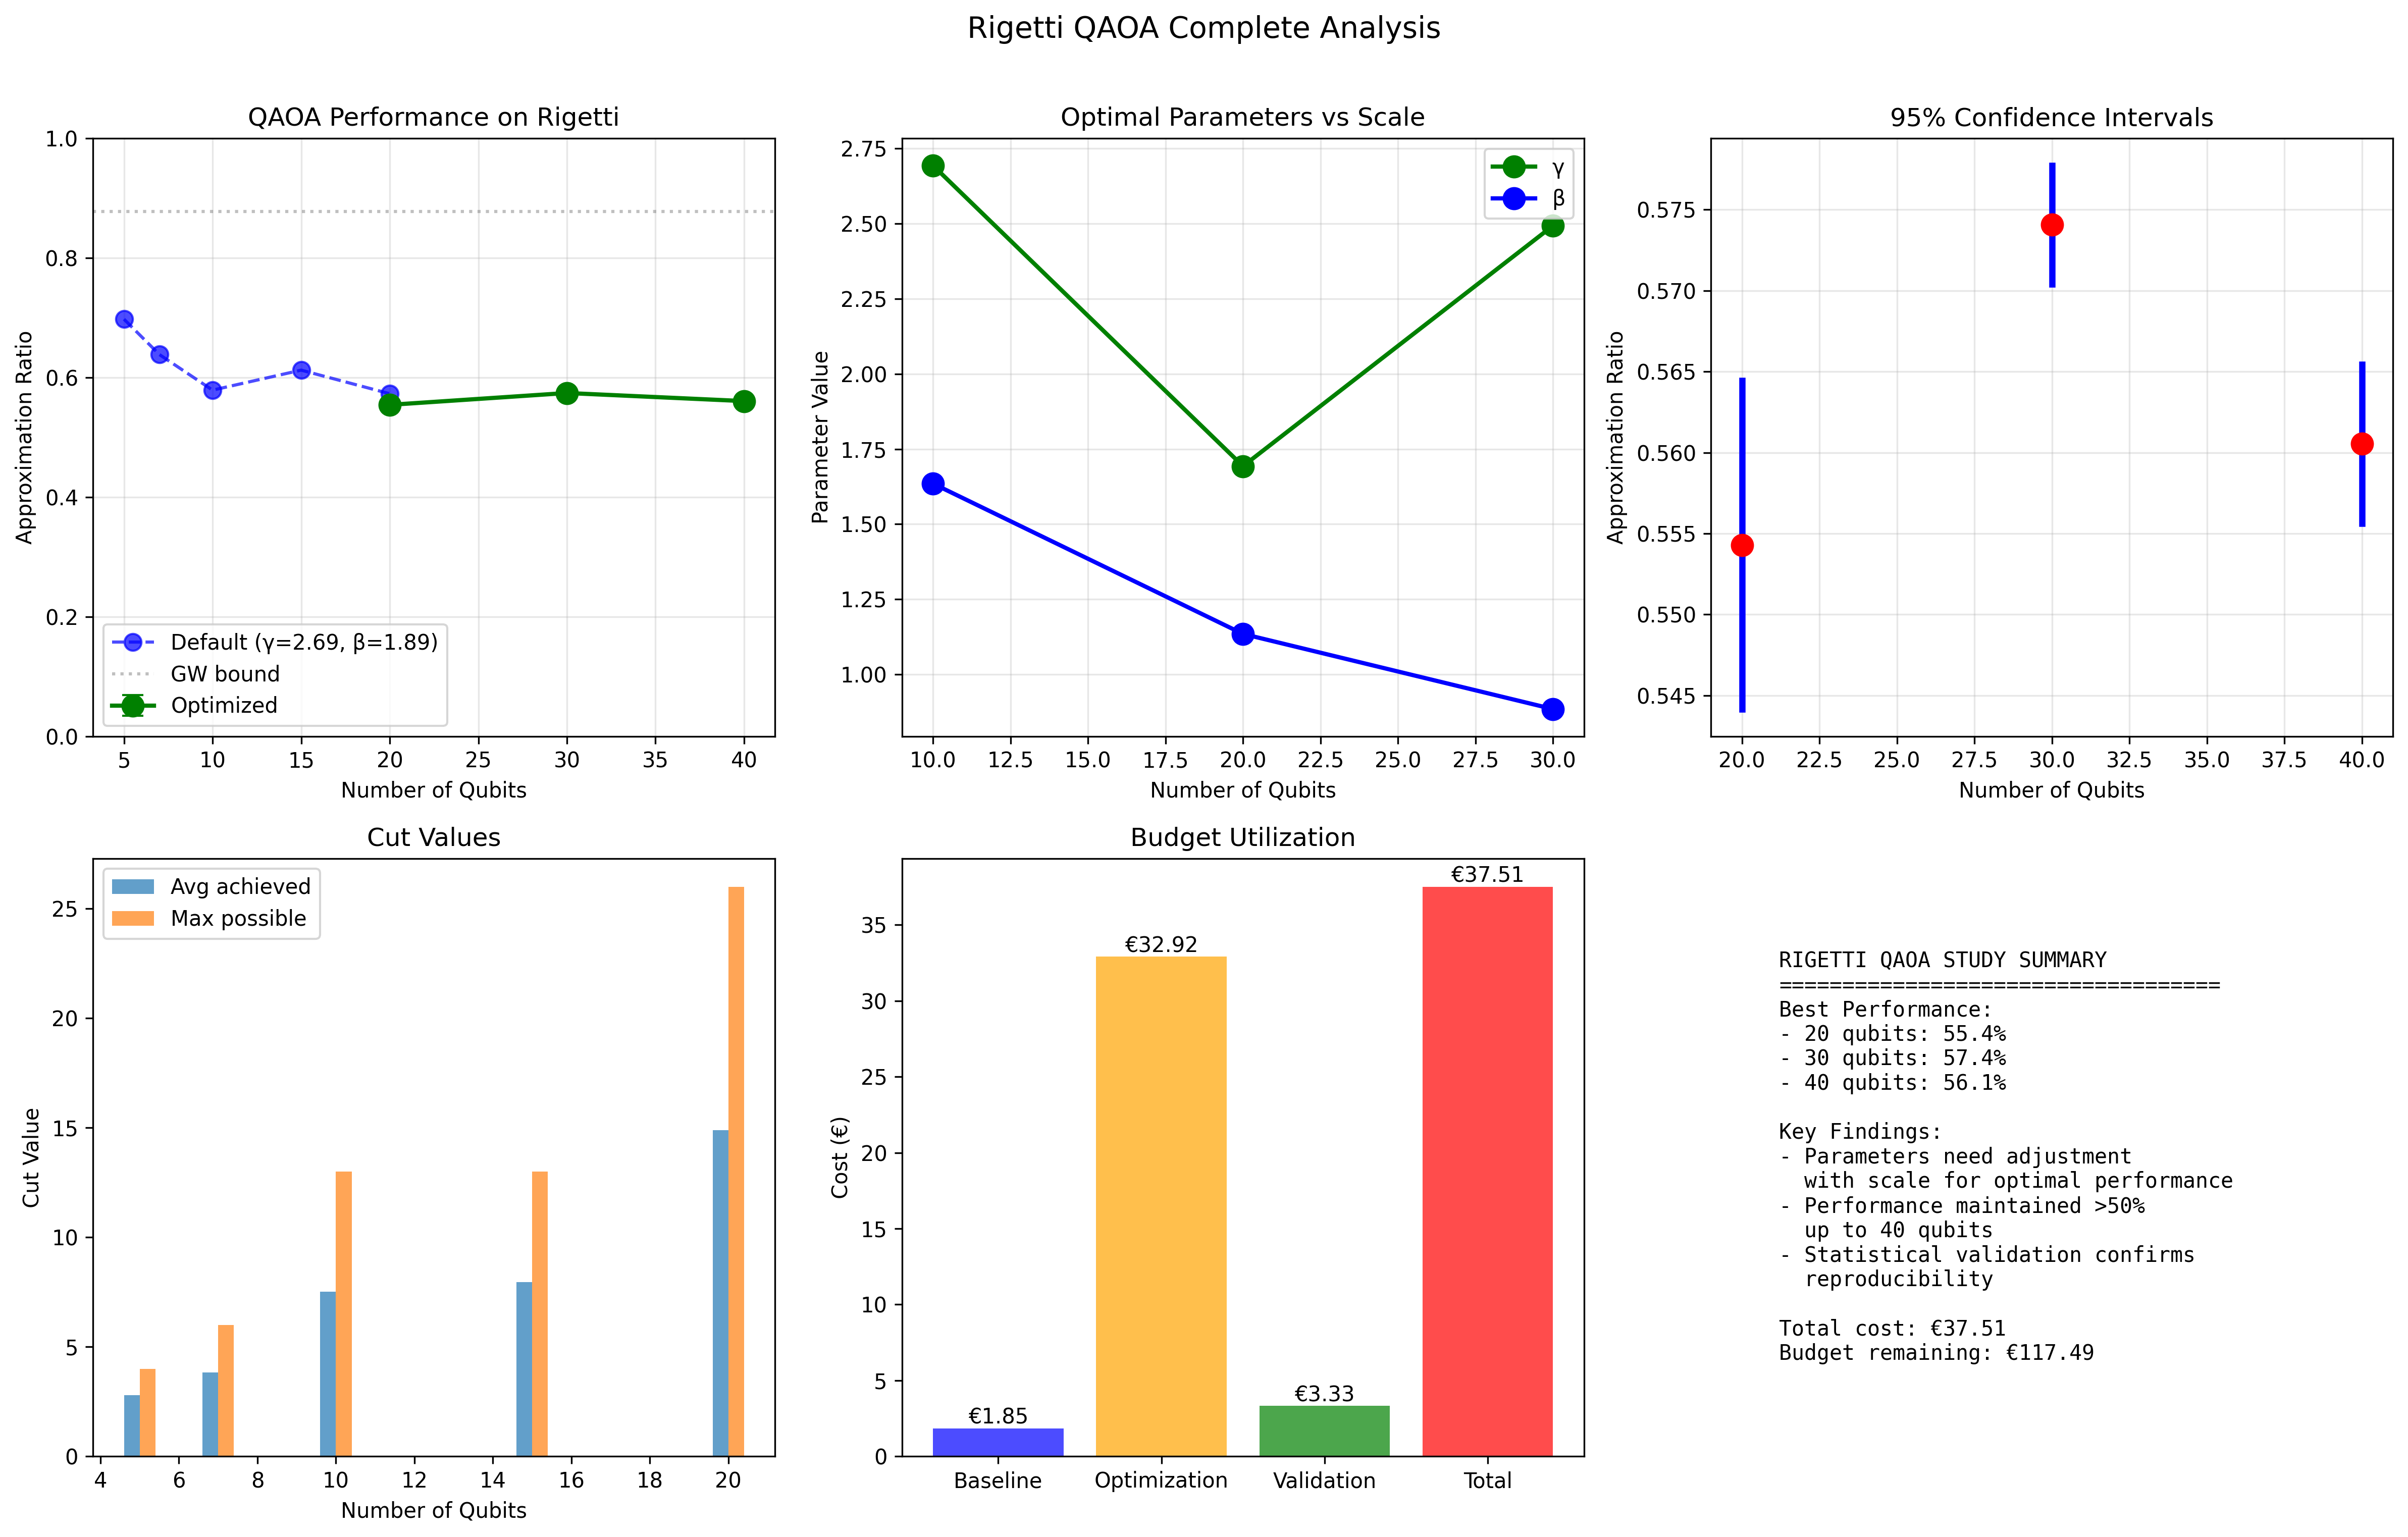 Rigetti QAOA Complete Analysis
QAOA Performance on Rigetti
1.0
0.8
0.6
0.4
0.2
0.0
Approximation Ratio
Default (γ=2.69, β=1.89)
GW bound
Optimized
5
10
15
20
25
30
35
40
Number of Qubits
Optimal Parameters vs Scale
2.75
2.50
2.25
2.00
1.75
1.50
1.25
1.00
Parameter Value
γ
β
10.0
12.5
15.0
17.5
20.0
22.5
25.0
27.5
30.0
Number of Qubits
95% Confidence Intervals
0.575
0.570
0.565
0.560
0.555
0.550
0.545
Approximation Ratio
20.0
22.5
25.0
27.5
30.0
32.5
35.0
37.5
40.0
Number of Qubits
Cut Values
Avg achieved
Max possible
25
20
15
10
5
0
Cut Value
4
6
8
10
12
14
16
18
20
Number of Qubits
Budget Utilization
35
30
25
20
15
10
5
0
Cost (€)
€1.85
€32.92
€3.33
€37.51
Baseline
Optimization
Validation
Total
RIGETTI QAOA STUDY SUMMARY
===================================
Best Performance:
- 20 qubits: 55.4%
- 30 qubits: 57.4%
- 40 qubits: 56.1%
Key Findings:
- Parameters need adjustment
with scale for optimal performance
- Performance maintained >50%
up to 40 qubits
- Statistical validation confirms
reproducibility
Total cost: €37.51
Budget remaining: €117.49